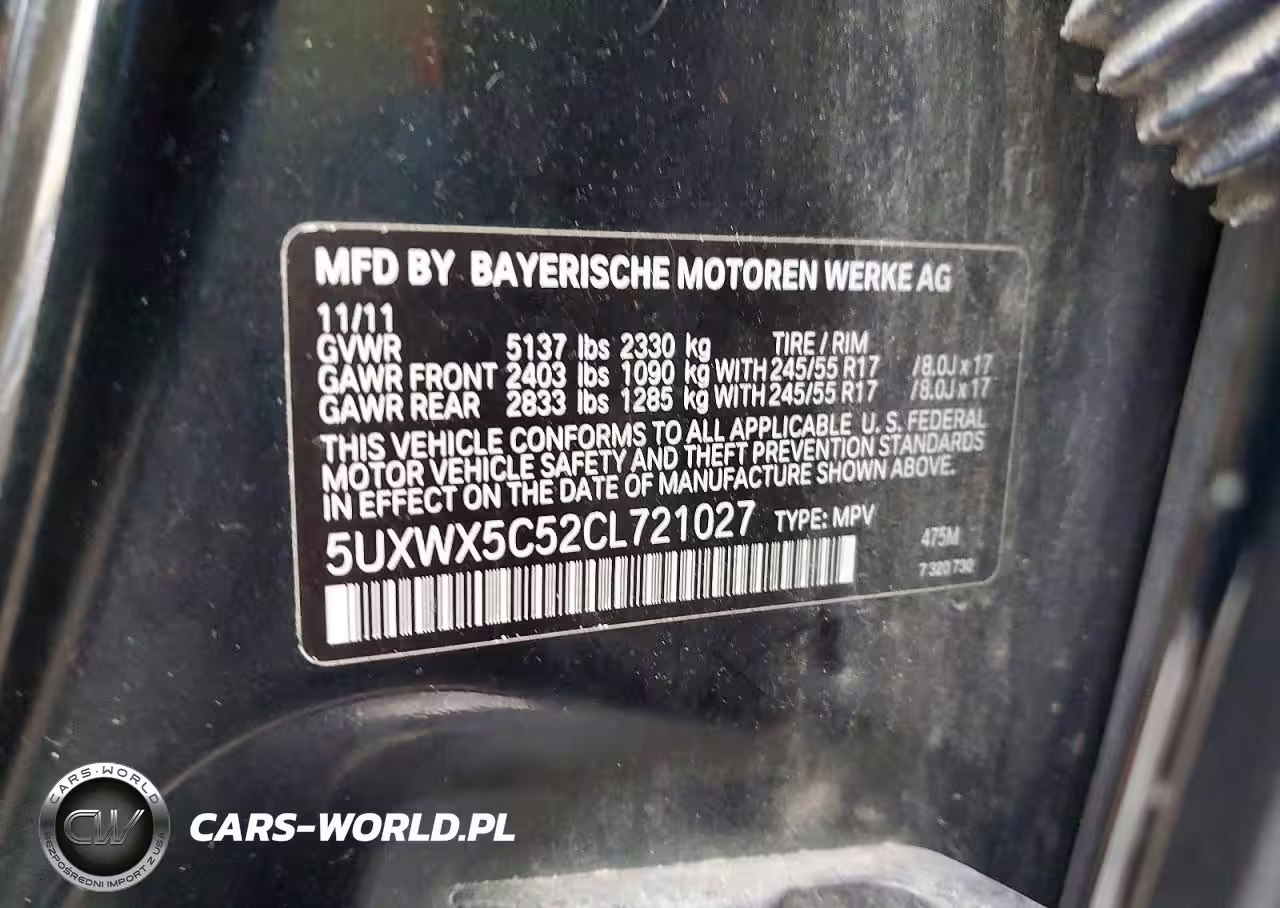 MFD BY BAYERISCHE MOTOREN WERKE AG
11/11
GVWR 5137 lbs 2330 kg TIRE / RIM
GAWR FRONT 2403 lbs 1090 kg WITH 245/55 R17 /8.0J x 17
GAWR REAR 2833 lbs 1285 kg WITH 245/55 R17 /8.0J x 17
THIS VEHICLE CONFORMS TO ALL APPLICABLE U. S. FEDERAL
MOTOR VEHICLE SAFETY AND THEFT PREVENTION STANDARDS
IN EFFECT ON THE DATE OF MANUFACTURE SHOWN ABOVE.
5UXWX5C52CL721027 TYPE: MPV
475M
7 320 730
CARS-WORLD
CW
BEZPOŚREDNI IMPORT Z USA
CARS-WORLD.PL